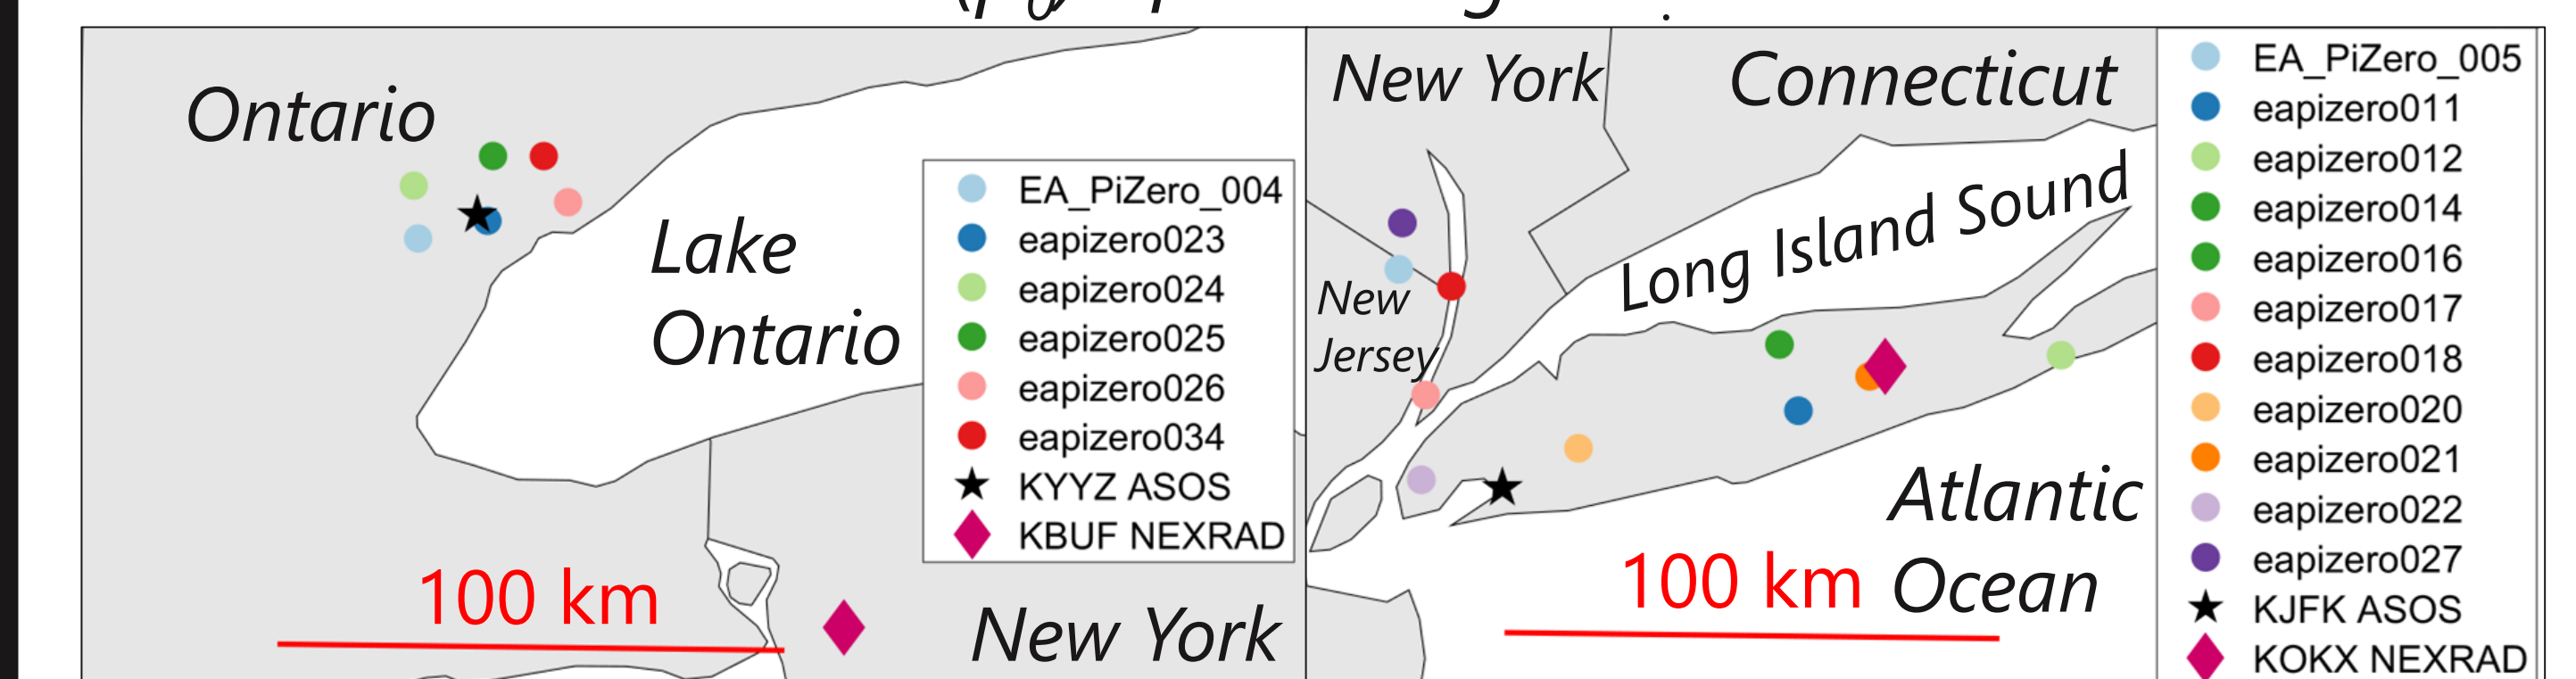 Ontario
Lake
Ontario
EA_PiZero_004
eapizero023
eapizero024
eapizero025
eapizero026
eapizero034
KYYZ ASOS
KBUF NEXRAD
100 km
New York
New York
Connecticut
Long Island Sound
New
Jersey
Atlantic
Ocean
100 km
EA_PiZero_005
eapizero011
eapizero012
eapizero014
eapizero016
eapizero017
eapizero018
eapizero020
eapizero021
eapizero022
eapizero027
KJFK ASOS
KOKX NEXRAD